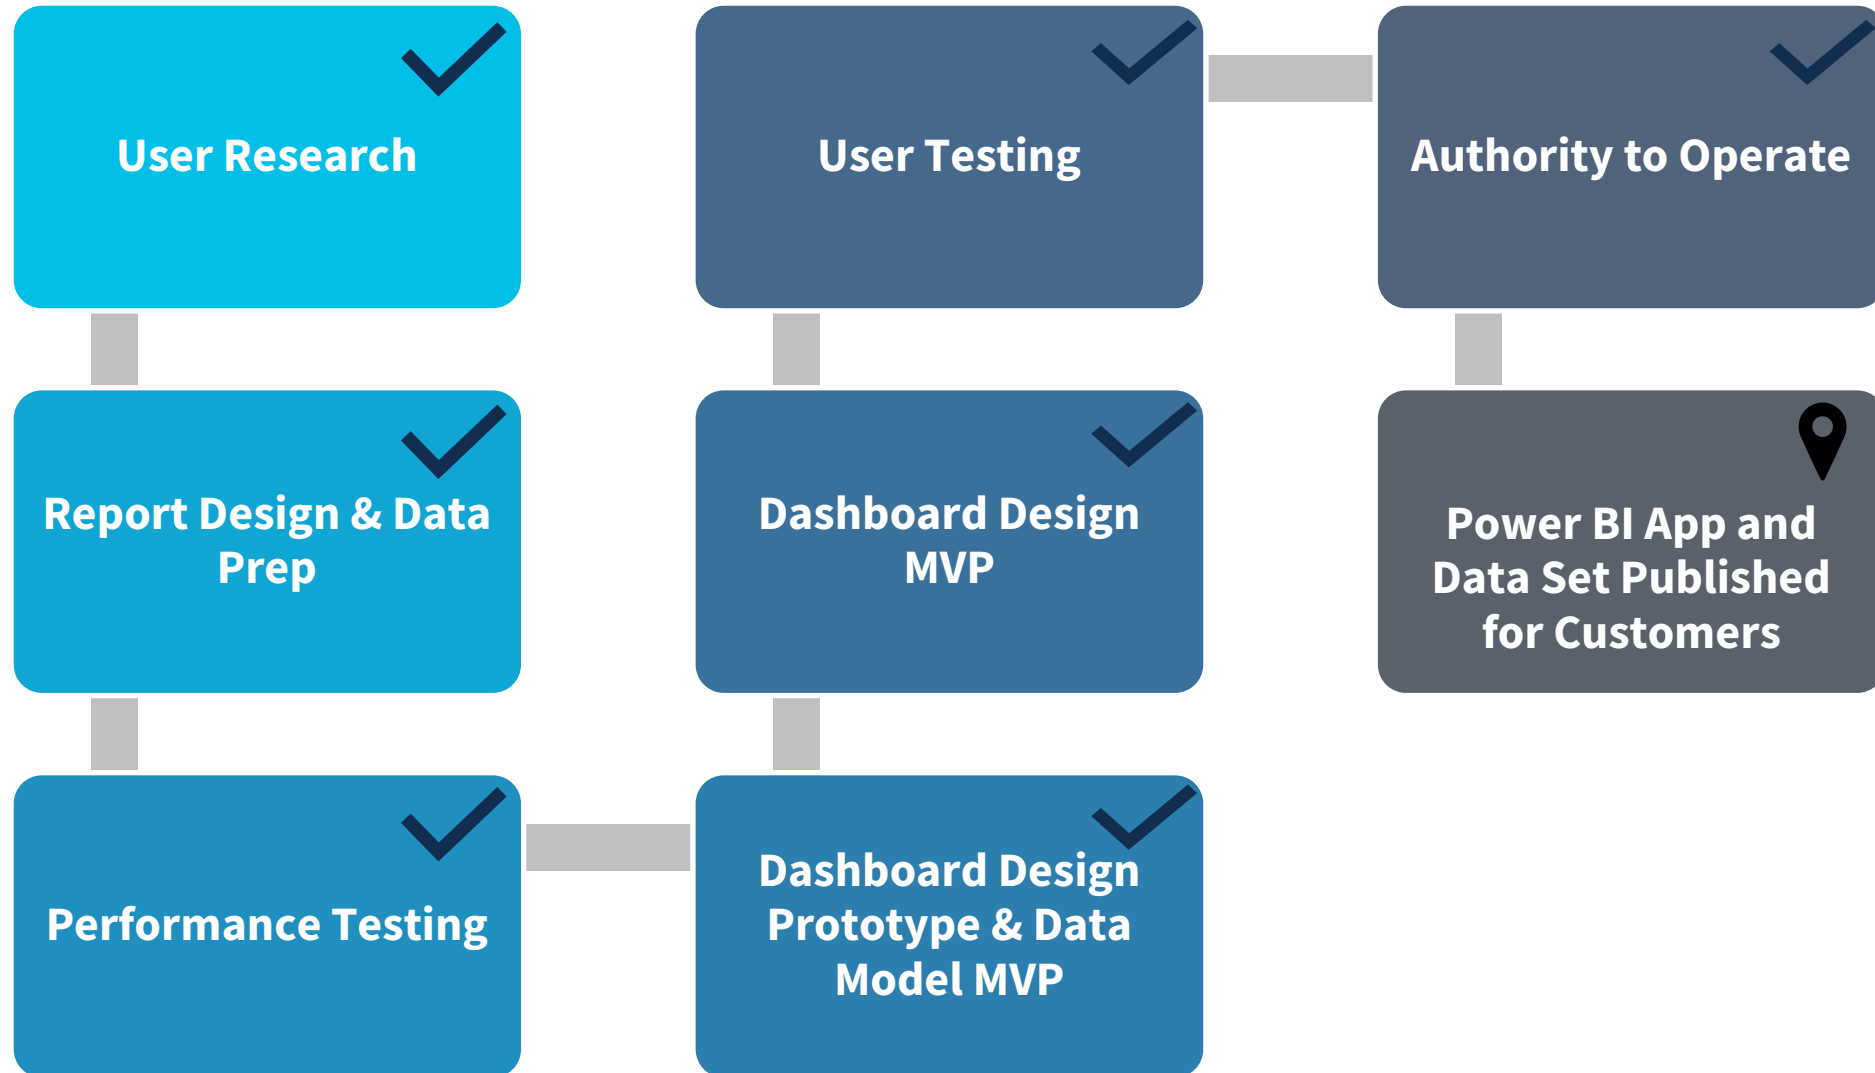 User Research
Report Design & Data
Prep
Performance Testing
Dashboard Design
Prototype & Data
Model MVP
Dashboard Design
MVP
User Testing
Authority to Operate
Power BI App and
Data Set Published
for Customers